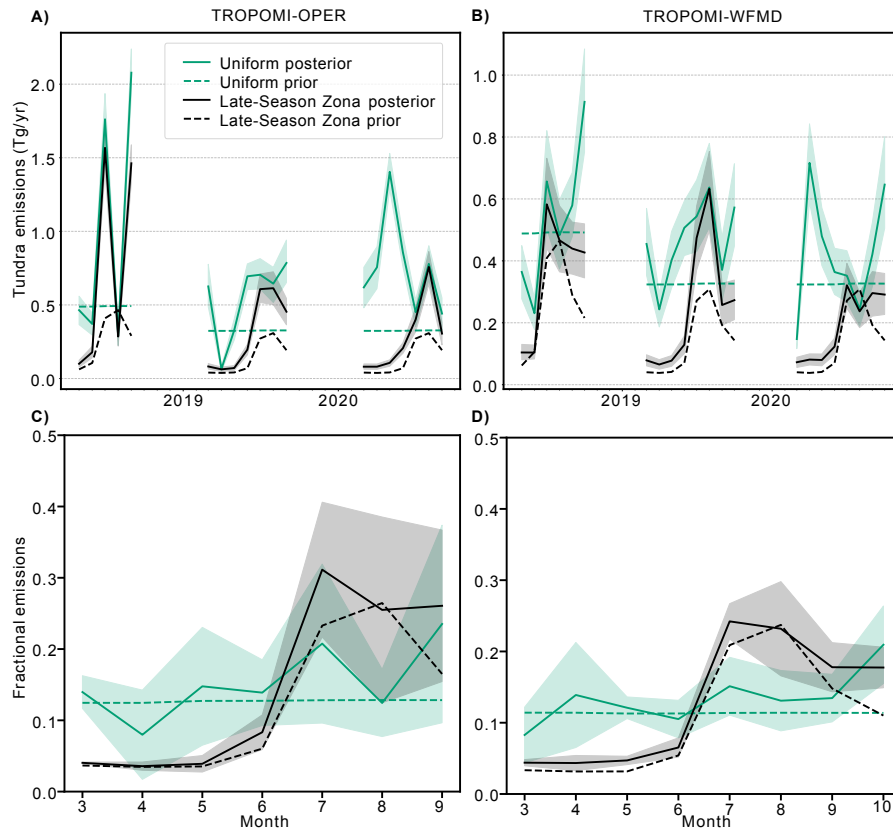 TROPOMI-OPER
TROPOMI-WFMD
A)
B)
Uniform posterior
Uniform prior
Late-Season Zona posterior
Late-Season Zona prior
Tundra emissions (Tg/yr)
2.0
1.5
1.0
0.5
0.0
2019
2020
1.0
0.8
0.6
0.4
0.2
0.0
2019
2020
C)
D)
Fractional emissions
0.5
0.4
0.3
0.2
0.1
0.0
3 4 5 6 7 8 9
Month
0.5
0.4
0.3
0.2
0.1
0.0
3 4 5 6 7 8 9 10
Month